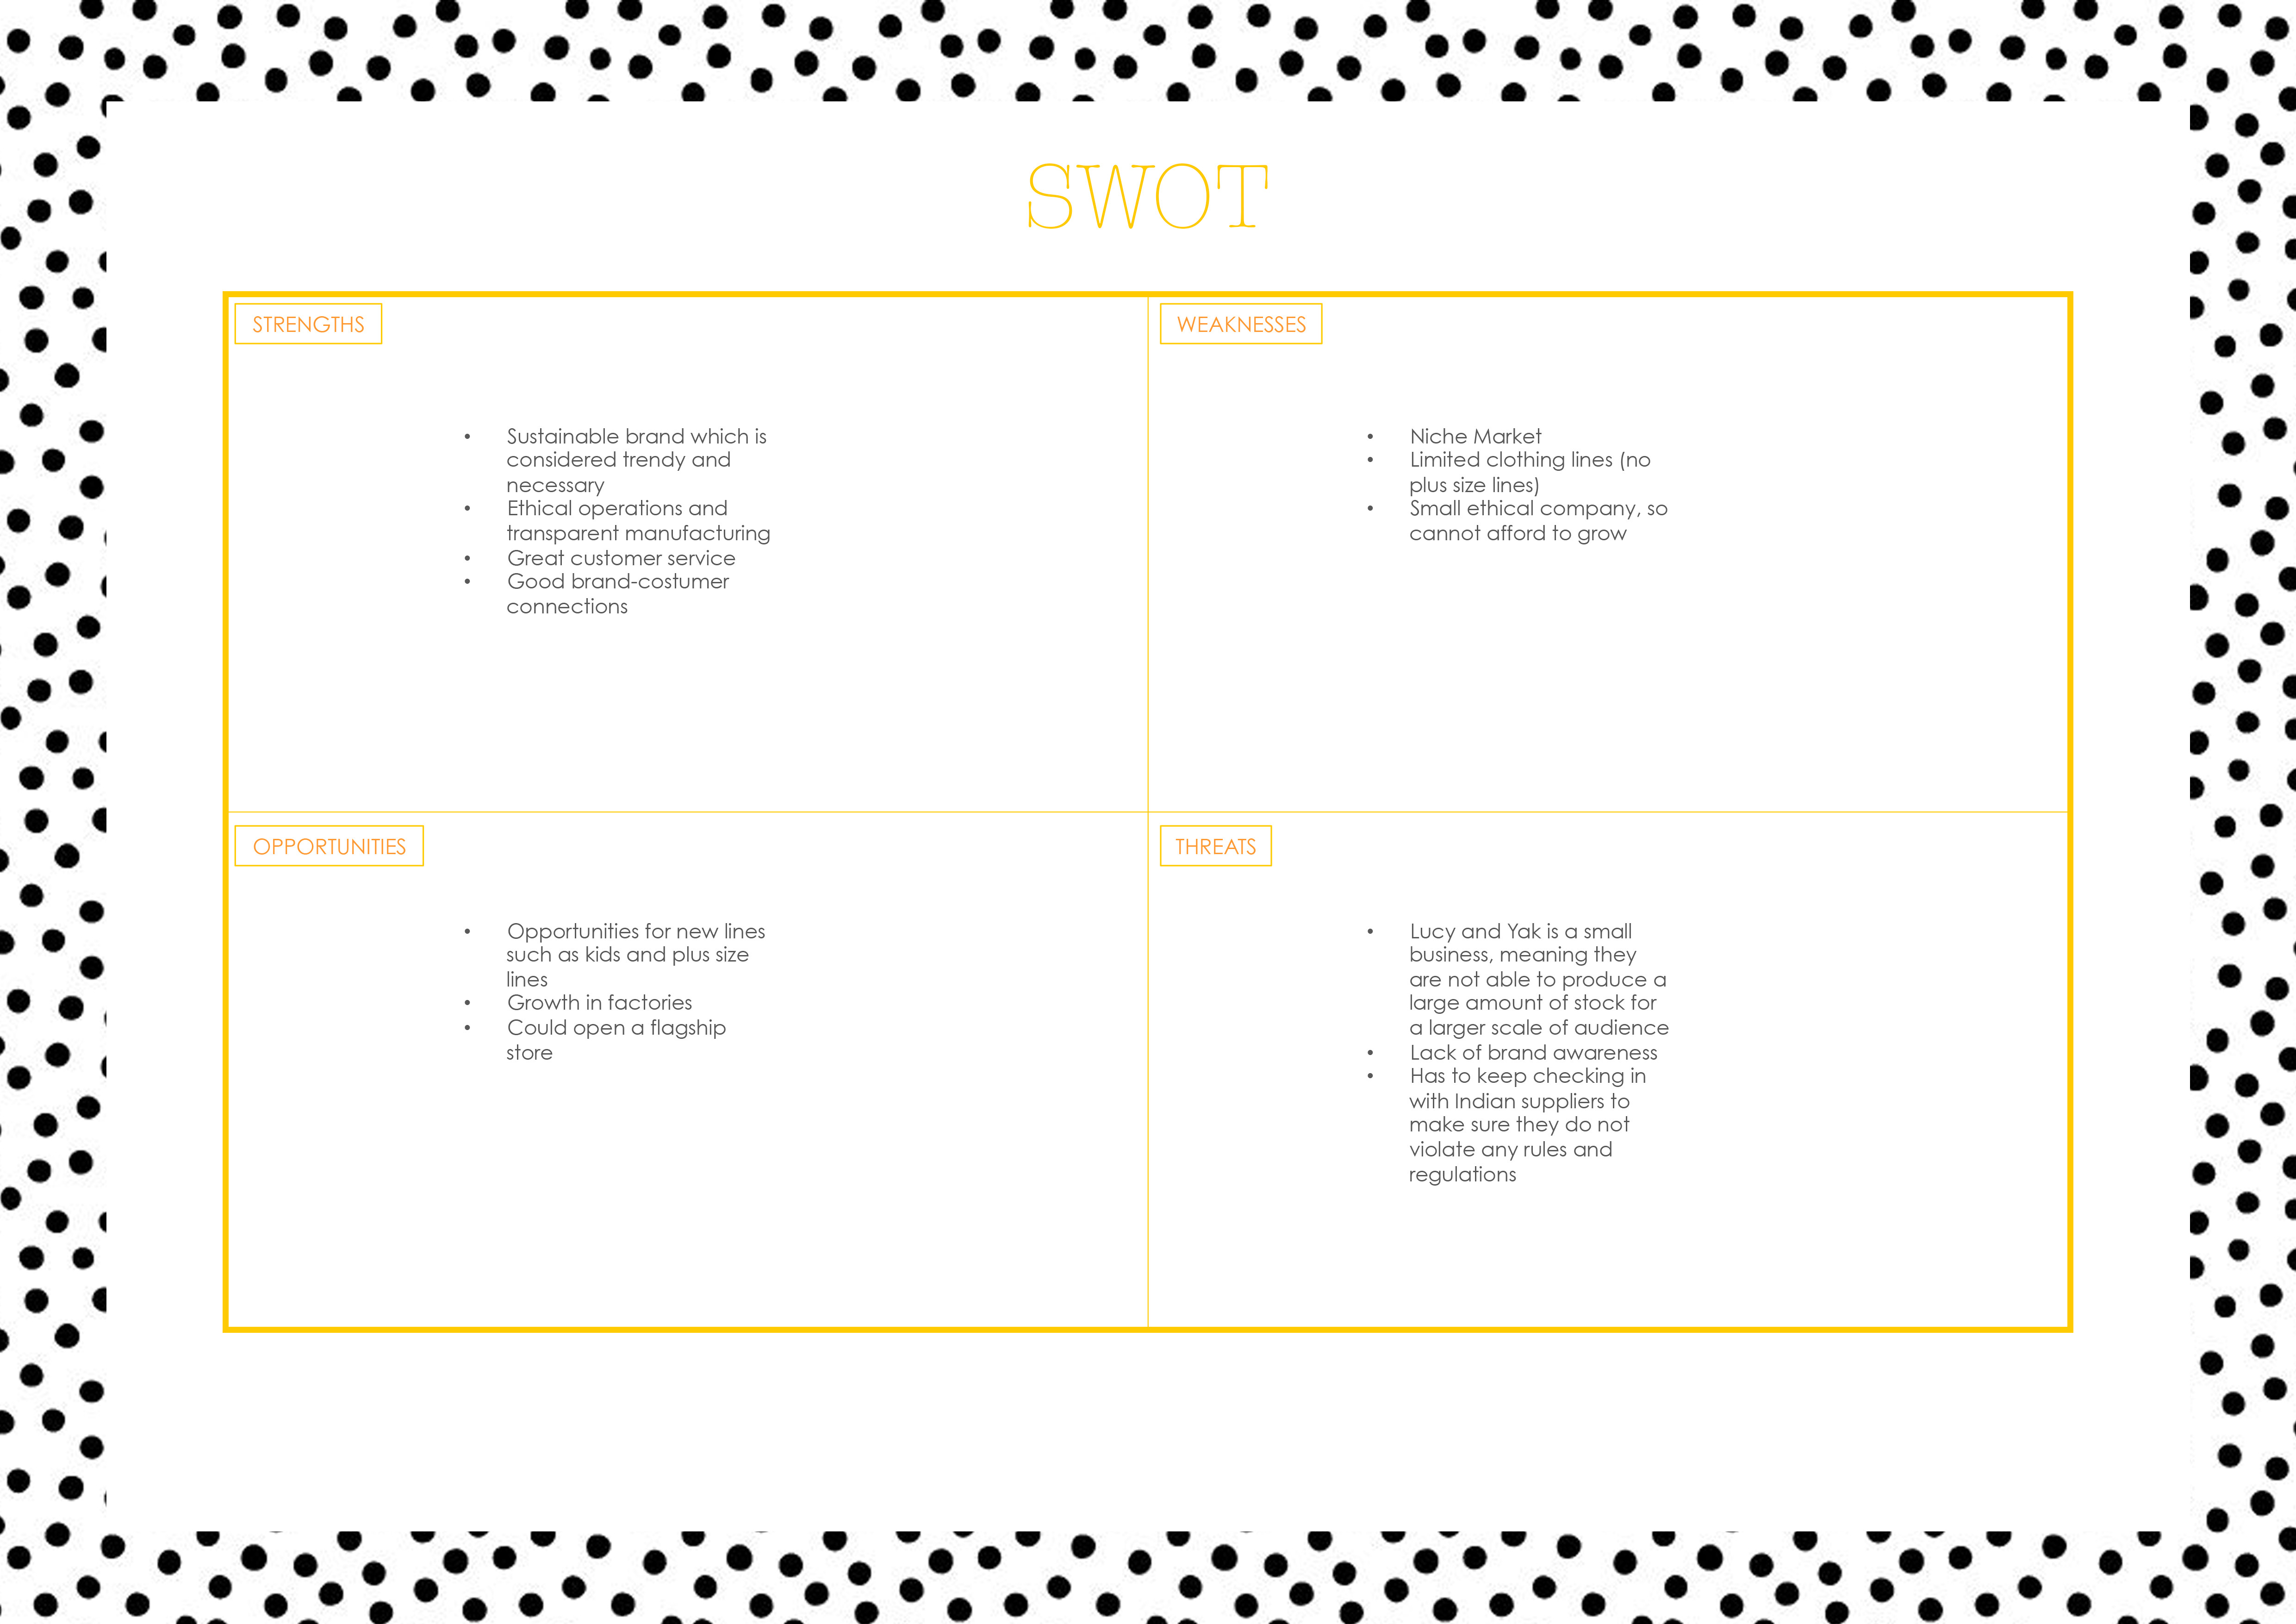 SWOT
STRENGTHS
• Sustainable brand which is
considered trendy and
necessary
• Ethical operations and
transparent manufacturing
• Great customer service
• Good brand-costumer
connections
WEAKNESSES
• Niche Market
• Limited clothing lines (no
plus size lines)
• Small ethical company, so
cannot afford to grow
OPPORTUNITIES
• Opportunities for new lines
such as kids and plus size
lines
• Growth in factories
• Could open a flagship
store
THREATS
• Lucy and Yak is a small
business, meaning they
are not able to produce a
large amount of stock for
a larger scale of audience
• Lack of brand awareness
• Has to keep checking in
with Indian suppliers to
make sure they do not
violate any rules and
regulations